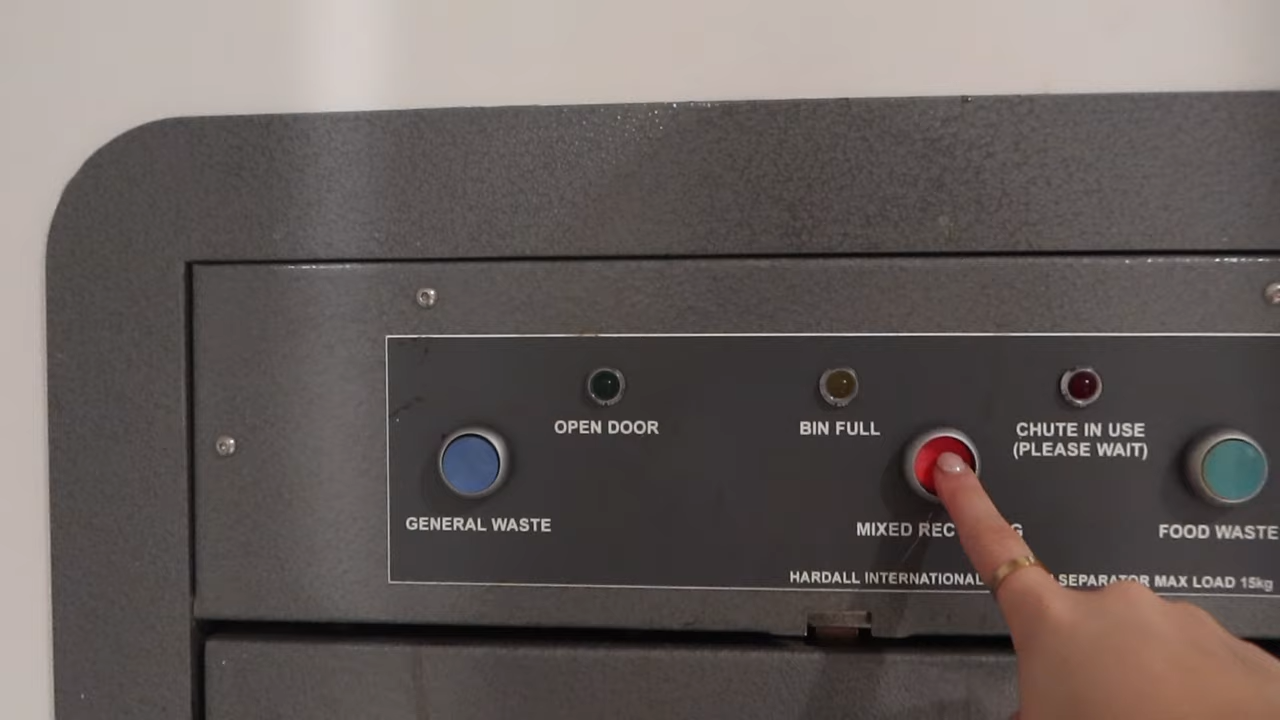 OPEN DOOR
BIN FULL
CHUTE IN USE
(PLEASE WAIT)
GENERAL WASTE
MIXED
FOOD WASTE
HARDALL INTERNATIONAL
SEPARATOR MAX LOAD 15kg